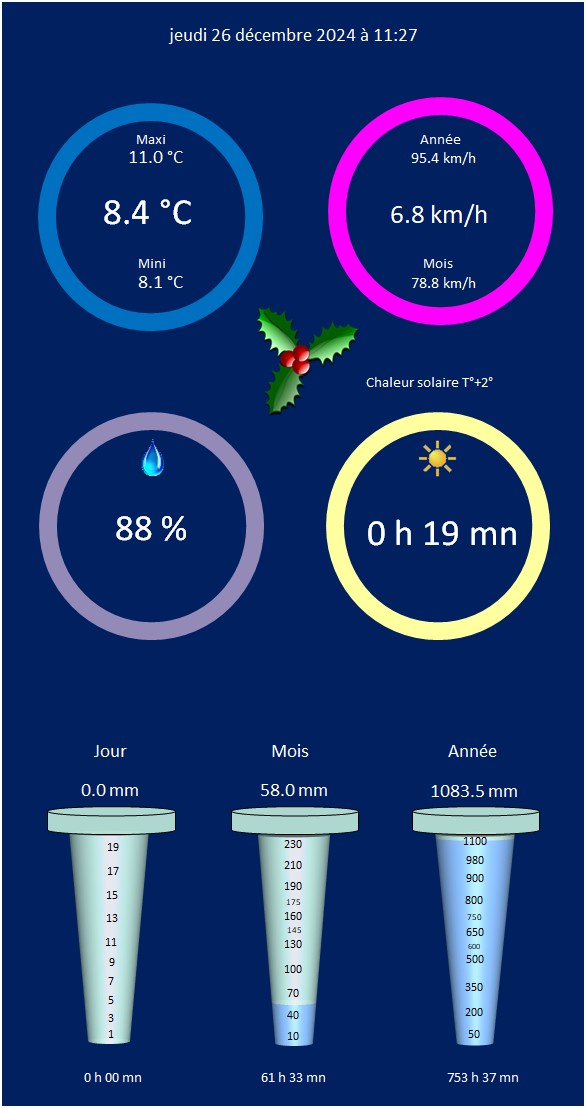 jeudi 26 décembre 2024 à 11:27
Maxi
11.0 °C
8.4 °C
Mini
8.1 °C
Année
95.4 km/h
6.8 km/h
Mois
78.8 km/h
Chaleur solaire T°+2°
88 %
0 h 19 mn
Jour
0.0 mm
19
17
15
13
11
9
7
5
3
1
0 h 00 mn
Mois
58.0 mm
230
210
190
175
160
145
130
100
70
40
10
61 h 33 mn
Année
1083.5 mm
1100
980
900
800
750
650
600
500
350
200
50
753 h 37 mn